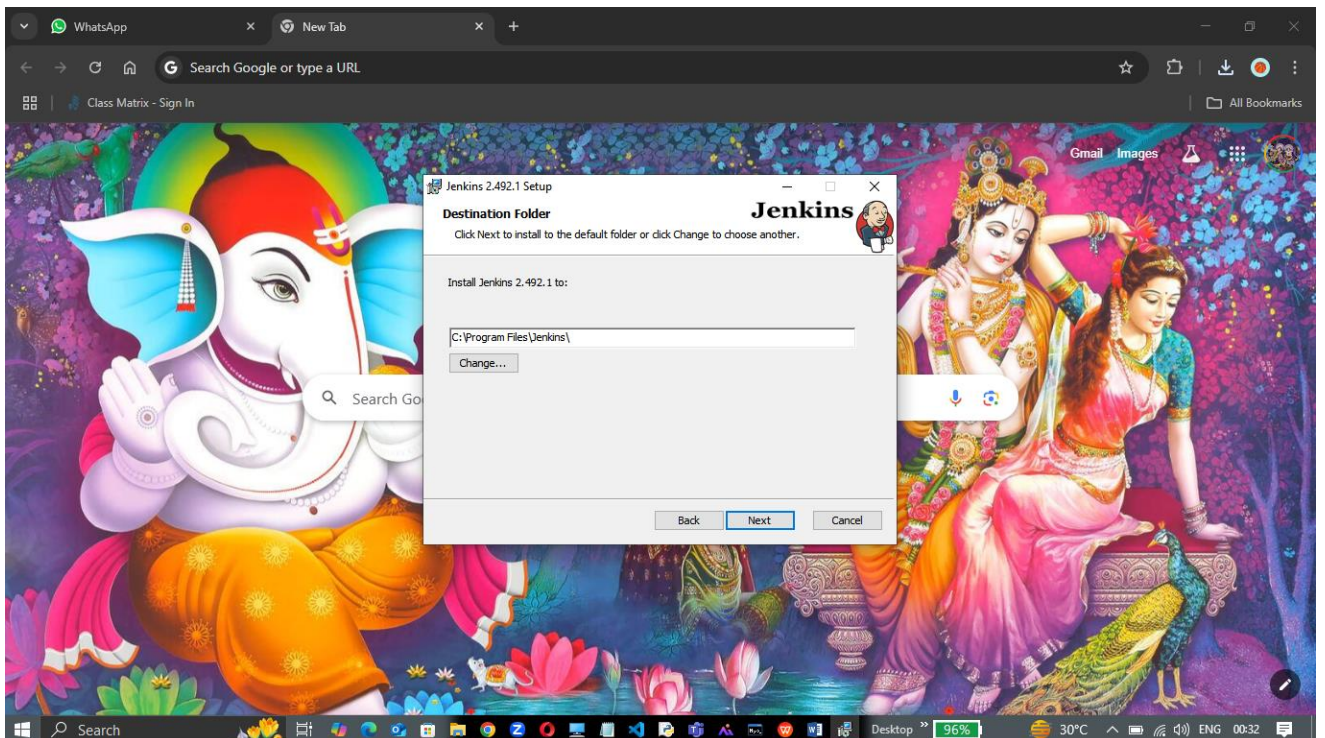 WhatsApp
New Tab
Search Google or type a URL
Class Matrix - Sign In
All Bookmarks
Gmail Images
Jenkins 2.492.1 Setup
Destination Folder
Jenkins
Click Next to install to the default folder or click Change to choose another.
Install Jenkins 2.492.1 to:
C:\Program Files\Jenkins\
Change...
Search Go
Back Next Cancel
Search
Desktop
96%
30°C
ENG 00:32